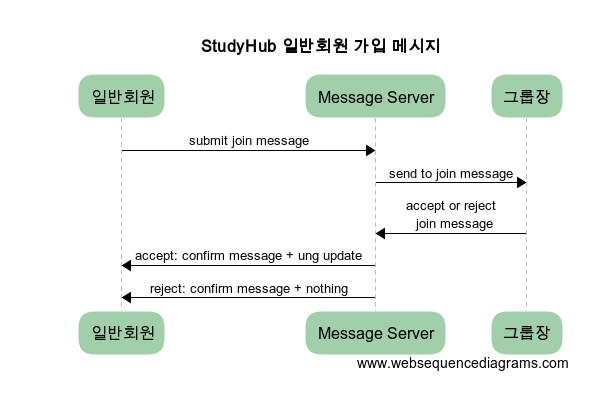 StudyHub 일반회원 가입 메시지
일반회원
Message Server
그룹장
submit join message
send to join message
accept or reject
join message
accept: confirm message + ung update
reject: confirm message + nothing
일반회원
Message Server
그룹장
www.websequencediagrams.com